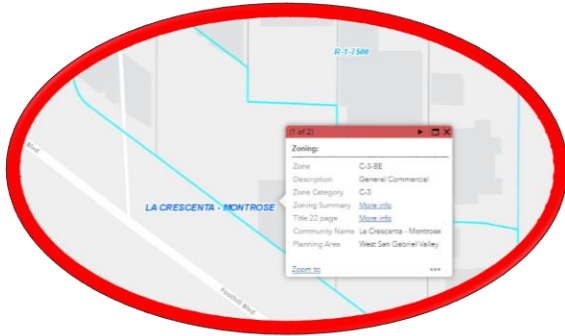 R-1-7500
(1 of 2)
Zoning:
Zone C-3-BE
Description General Commercial
Zone Category C-3
Zoning Summary More info
Title 22 page More info
Community Name La Crescenta - Montrose
Planning Area West San Gabriel Valley
Zoom to
LA CRESCENTA - MONTROSE
Blvd
Foothill Blvd